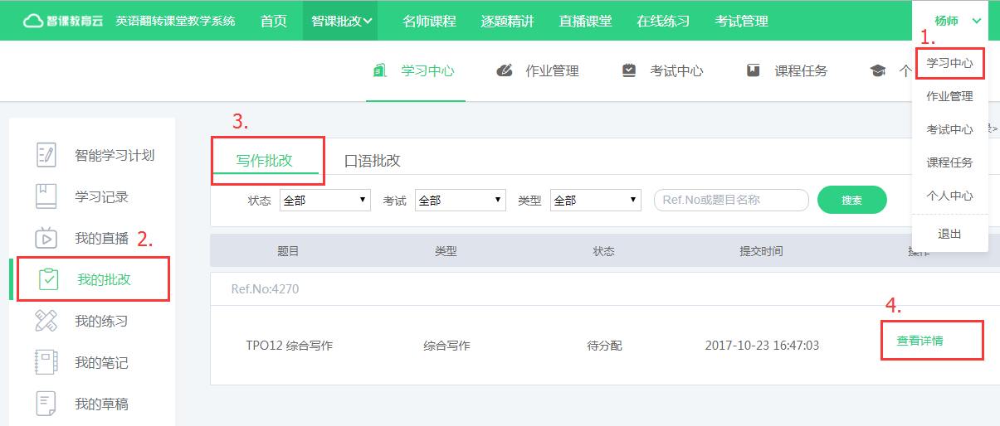 智课教育云 英语翻转课堂教学系统 首页 智课批改 名师课程 逐题精讲 直播课堂 在线练习 考试管理 杨师
1.
学习中心 作业管理 考试中心 课程任务 个
学习中心
作业管理
考试中心
课程任务
个人中心
退出
智能学习计划
学习记录
我的直播
2.
我的批改
我的练习
我的笔记
我的草稿
3.
写作批改 口语批改
状态 全部 考试 全部 类型 全部 Ref.No或题目名称 搜索
题目 类型 状态 提交时间 操作
Ref.No:4270
4.
TPO12 综合写作 综合写作 待分配 2017-10-23 16:47:03 查看详情